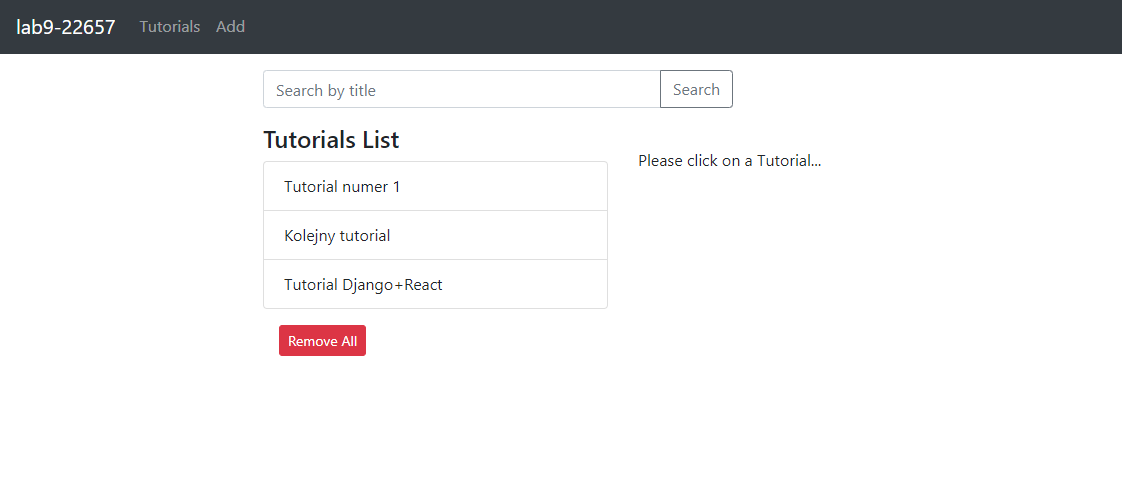 lab9-22657 Tutorials Add
Search by title Search
Tutorials List
Please click on a Tutorial...
Tutorial numer 1
Kolejny tutorial
Tutorial Django+React
Remove All